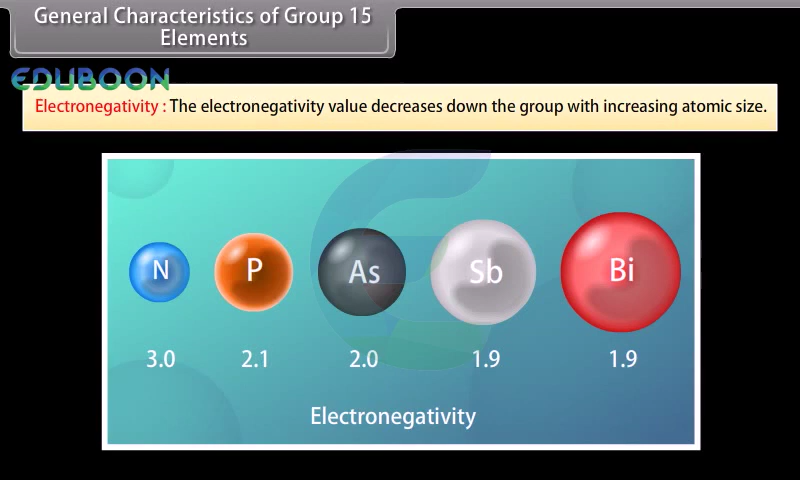 General Characteristics of Group 15
Elements
EDUBOON
Electronegativity : The electronegativity value decreases down the group with increasing atomic size.
N P As Sb Bi
3.0 2.1 2.0 1.9 1.9
Electronegativity